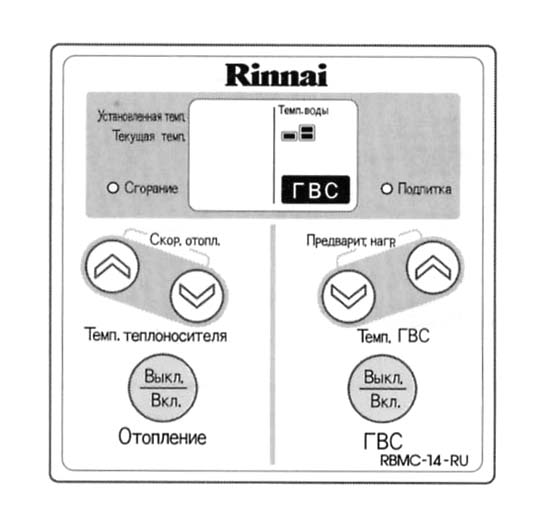 Rinnai
Установленная темп.
Темп. воды
Текущая темп.
Сгорание
ГВС
Подпитка
Скор. отопл.
Предварит. нагр.
Темп. теплоносителя
Темп. ГВС
Выкл.
Вкл.
Выкл.
Вкл.
Отопление
ГВС
RBMC-14-RU